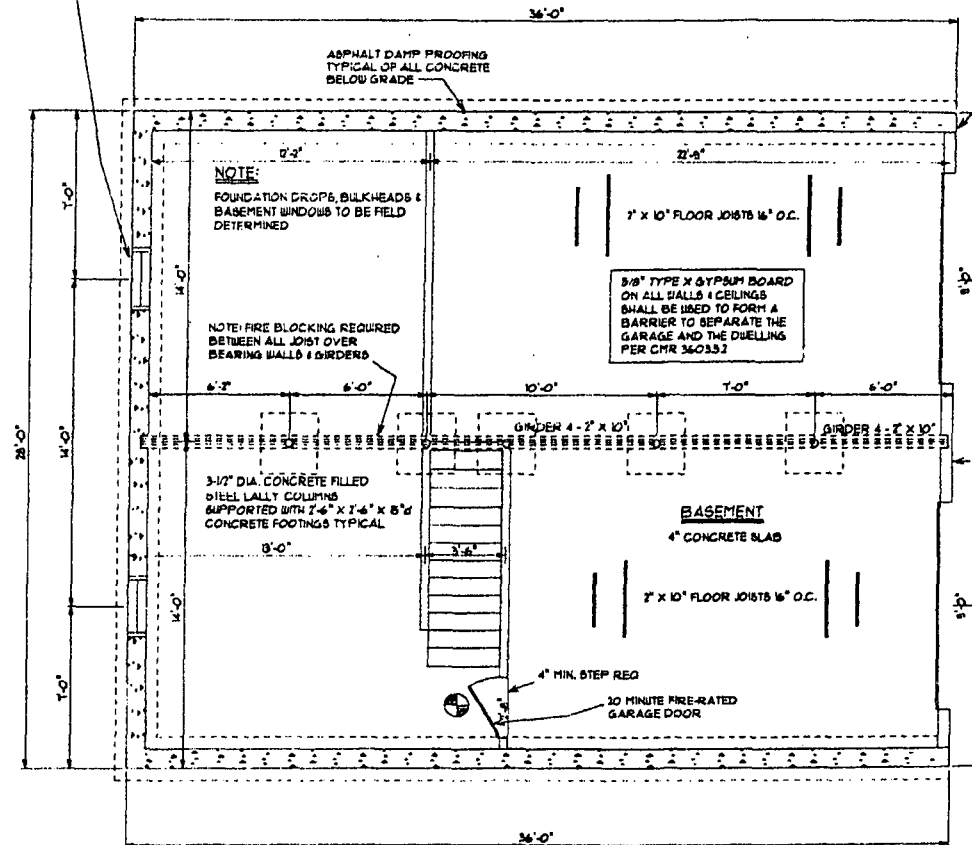 36'-0"
ASPHALT DAMP PROOFING
TYPICAL OF ALL CONCRETE
BELOW GRADE
12'-2"
22'-8"
NOTE:
FOUNDATION DROPS, BULKHEADS &
BASEMENT WINDOWS TO BE FIELD
DETERMINED
2" X 10" FLOOR JOISTS 16" O.C.
7'-0"
14'-0"
5/8" TYPE X GYPSUM BOARD
ON ALL WALLS & CEILINGS
SHALL BE USED TO FORM A
BARRIER TO SEPARATE THE
GARAGE AND THE DWELLING
PER CMR 3603.5.2
9'-0"
NOTE: FIRE BLOCKING REQUIRED
BETWEEN ALL JOIST OVER
BEARING WALLS & GIRDERS
6'-2"
6'-0"
10'-0"
7'-0"
6'-0"
28'-0"
14'-0"
GIRDER 4 - 2" X 10"
GIRDER 4 - 2" X 10"
3-1/2" DIA. CONCRETE FILLED
STEEL LALLY COLUMNS
SUPPORTED WITH 2'-6" X 2'-6" X
CONCRETE FOOTINGS TYPICAL
BASEMENT
4" CONCRETE SLAB
13'-0"
3'-6"
2" X 10" FLOOR JOISTS 16" O.C.
9'-0"
14'-0"
7'-0"
4" MIN. STEP REQ
20 MINUTE FIRE-RATED
GARAGE DOOR
36'-0"